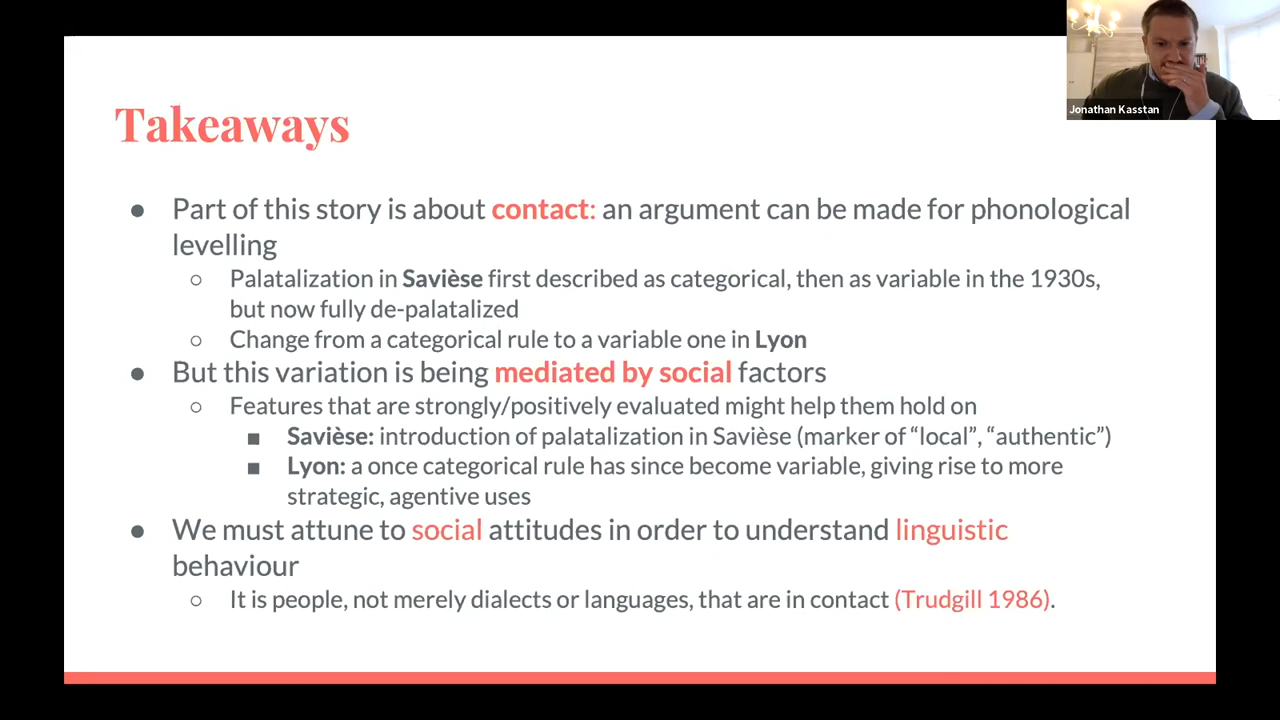 Jonathan Kasstan
Takeaways
● Part of this story is about contact: an argument can be made for phonological
levelling
○ Palatalization in Savièse first described as categorical, then as variable in the 1930s,
but now fully de-palatalized
○ Change from a categorical rule to a variable one in Lyon
● But this variation is being mediated by social factors
○ Features that are strongly/positively evaluated might help them hold on
■ Savièse: introduction of palatalization in Savièse (marker of “local”, “authentic”)
■ Lyon: a once categorical rule has since become variable, giving rise to more
strategic, agentive uses
● We must attune to social attitudes in order to understand linguistic
behaviour
○ It is people, not merely dialects or languages, that are in contact (Trudgill 1986).